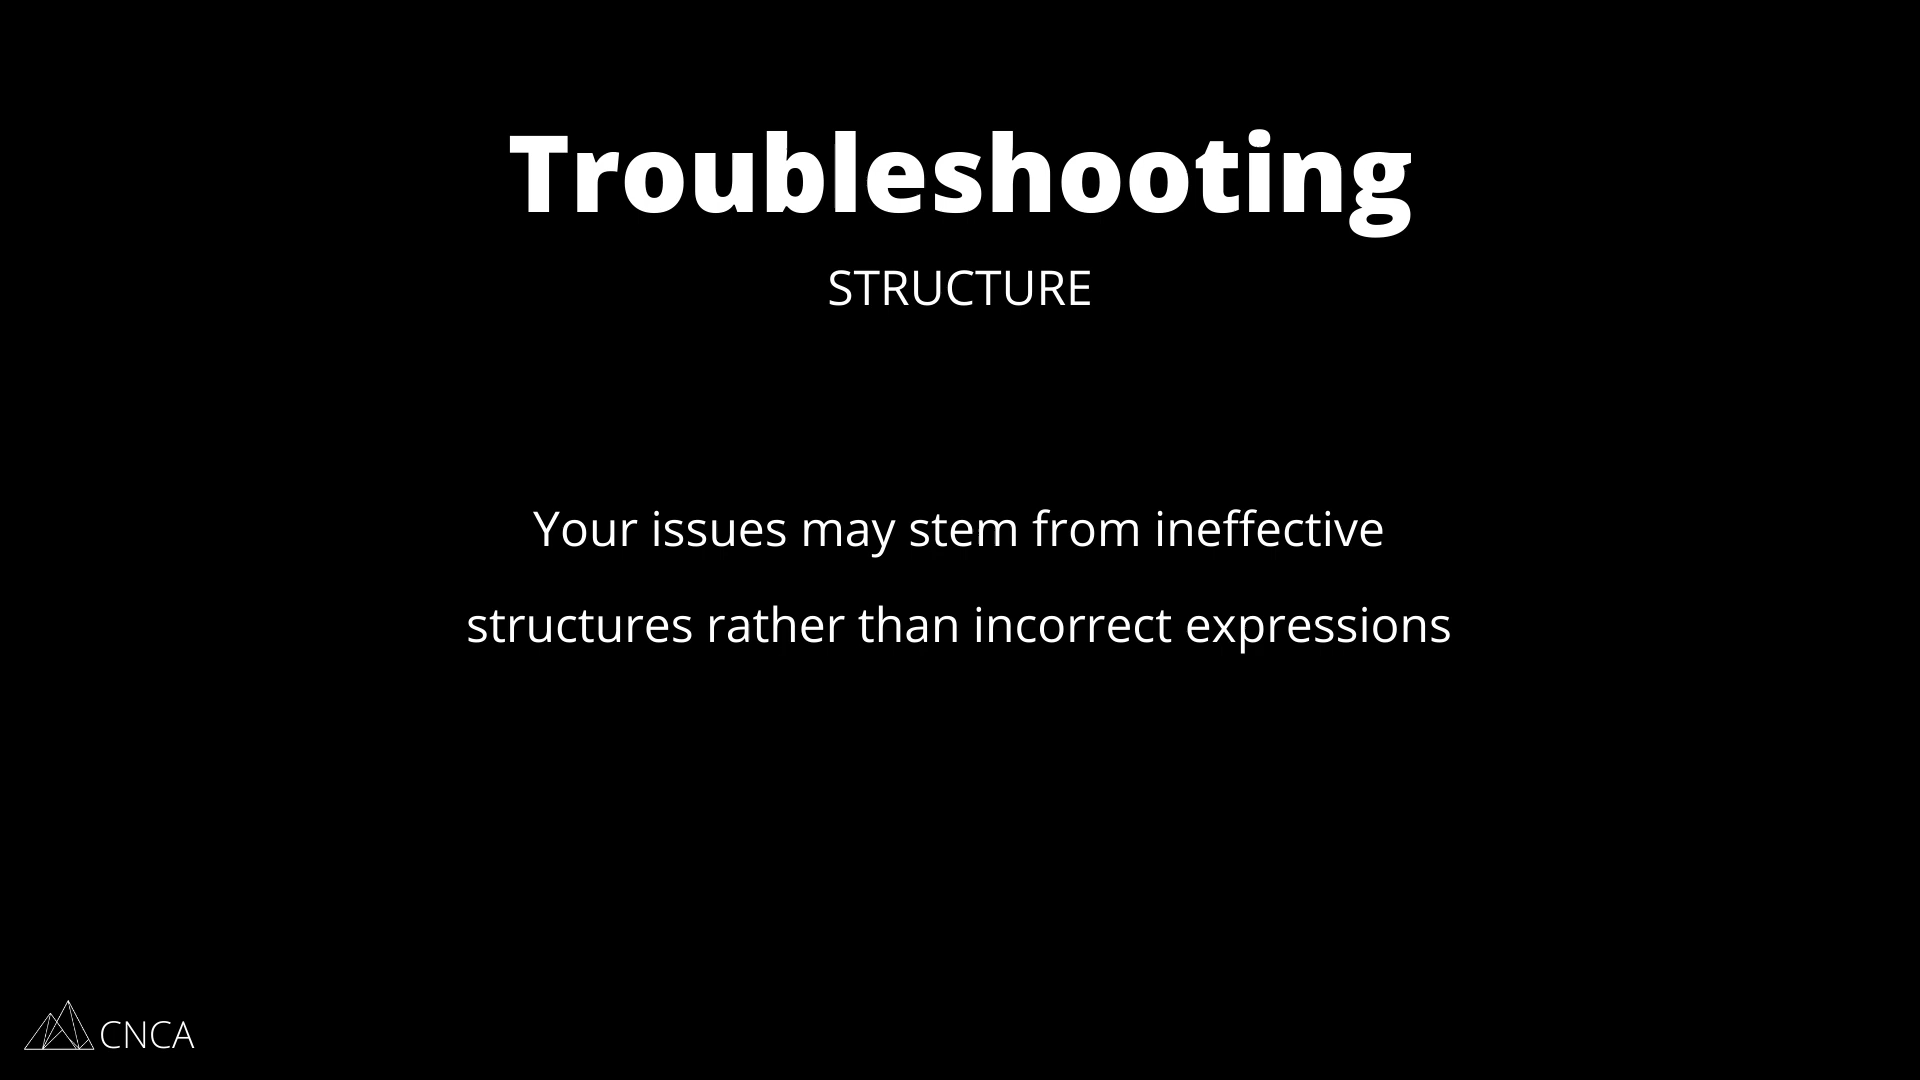 Troubleshooting
STRUCTURE
Your issues may stem from ineffective
structures rather than incorrect expressions
CNCA